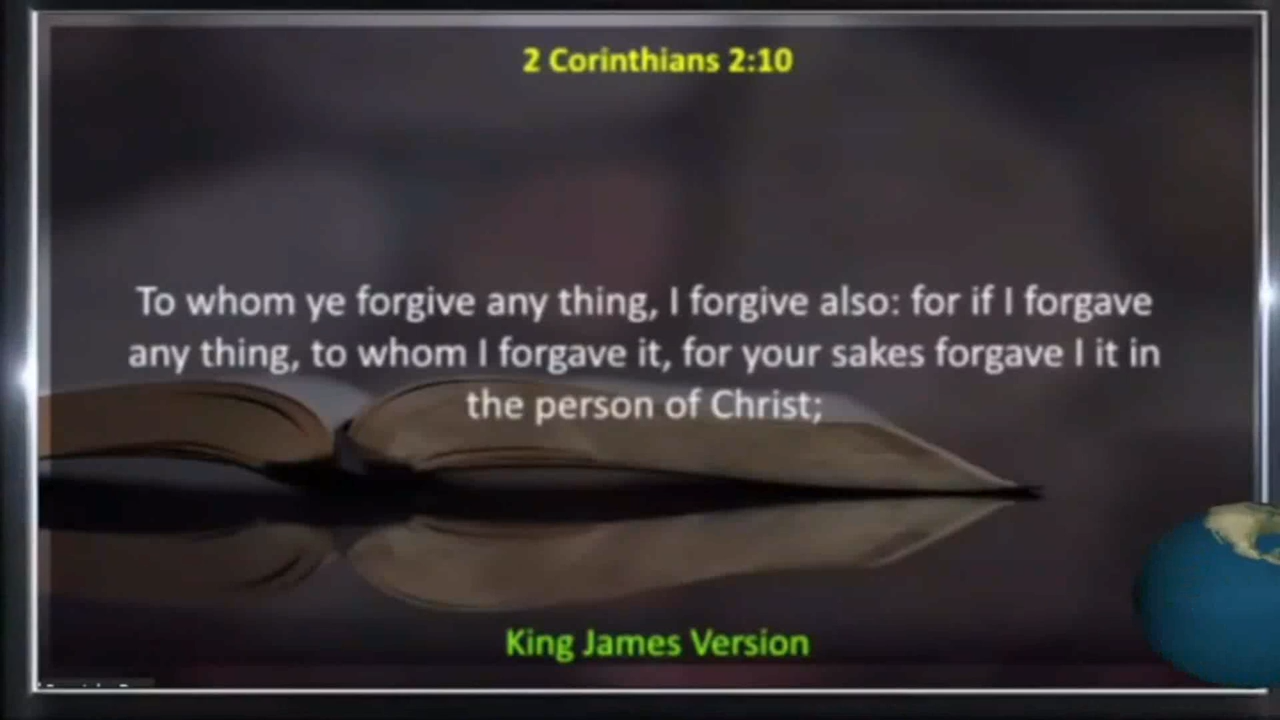 2 Corinthians 2:10
To whom ye forgive any thing, I forgive also: for if I forgave
any thing, to whom I forgave it, for your sakes forgave I it in
the person of Christ;
King James Version